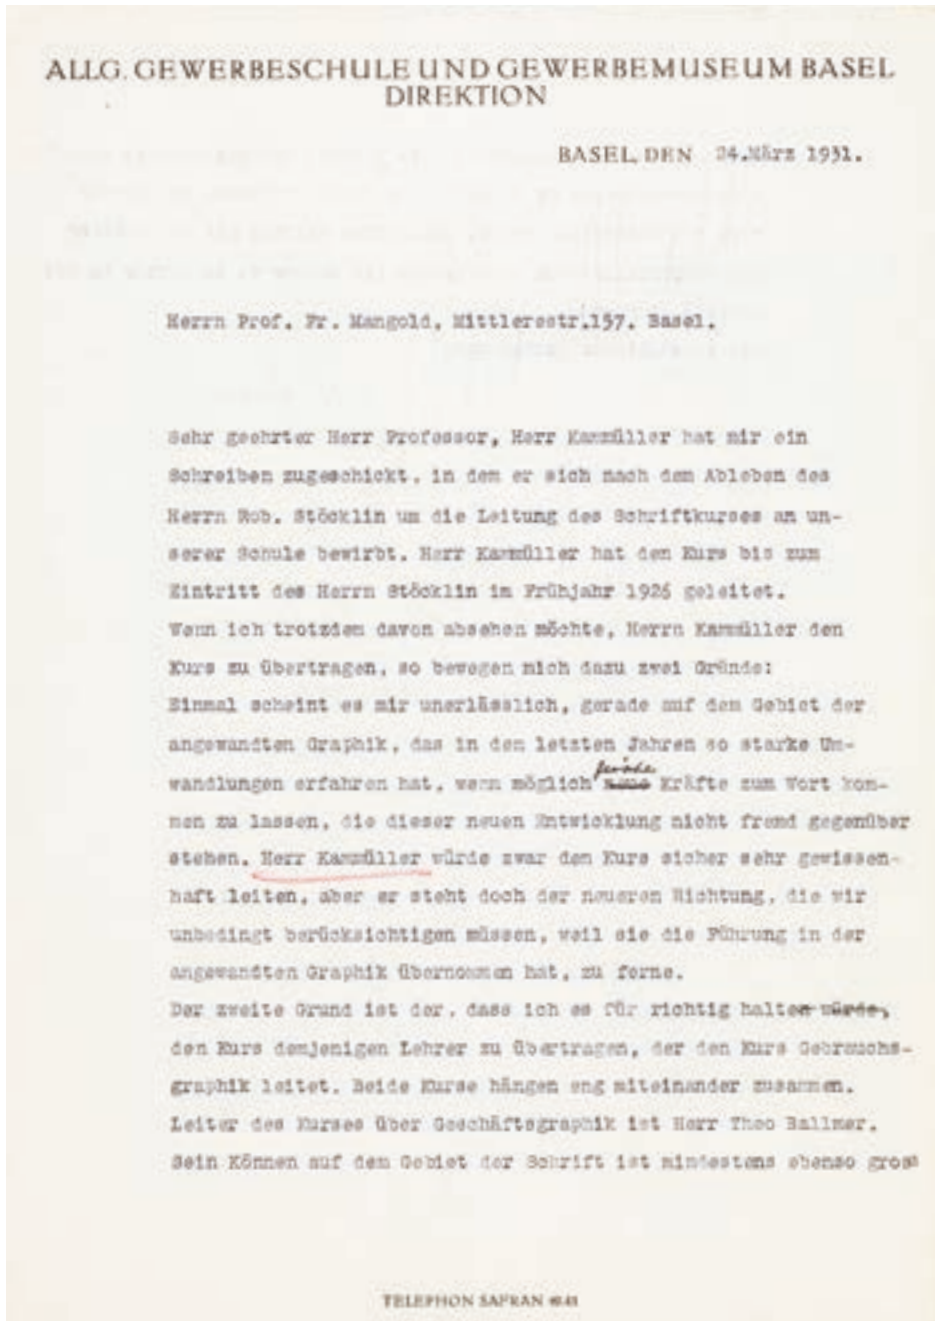 ALLG. GEWERBESCHULE UND GEWERBEMUSEUM BASEL
DIREKTION
BASEL, DEN 24.März 1931.
Herrn Prof. Fr. Mangold, Mittlerestr.157. Basel.
Sehr geehrter Herr Professor, Herr Kammüller hat mir ein
Schreiben zugeschickt, in dem er sich nach dem Ableben des
Herrn Rob. Stöcklin um die Leitung des Schriftkurses an un-
serer Schule bewirbt. Herr Kammüller hat den Kurs bis zum
Eintritt des Herrn Stöcklin im Frühjahr 1926 geleitet.
Wenn ich trotzdem davon absehen möchte, Herrn Kammüller den
Kurs zu übertragen, so bewegen mich dazu zwei Gründe:
Einmal scheint es mir unerlässlich, gerade auf dem Gebiet der
angewandten Graphik, das in den letzten Jahren so starke Um-
wandlungen erfahren hat, wenn möglich Kräfte zum Wort kom-
men zu lassen, die dieser neuen Entwicklung nicht fremd gegenüber
stehen. Herr Kammüller würde zwar den Kurs sicher sehr gewissen-
haft leiten, aber er steht doch der neueren Richtung, die wir
unbedingt berücksichtigen müssen, weil sie die Führung in der
angewandten Graphik übernommen hat, zu ferne.
Der zweite Grund ist der, dass ich es für richtig halten würde,
den Kurs demjenigen Lehrer zu übertragen, der den Kurs Gebrauchs-
graphik leitet. Beide Kurse hängen eng miteinander zusammen.
Leiter des Kurses über Geschäftsgraphik ist Herr Theo Ballmer.
Sein Können auf dem Gebiet der Schrift ist mindestens ebenso gross
TELEPHON SAFRAN